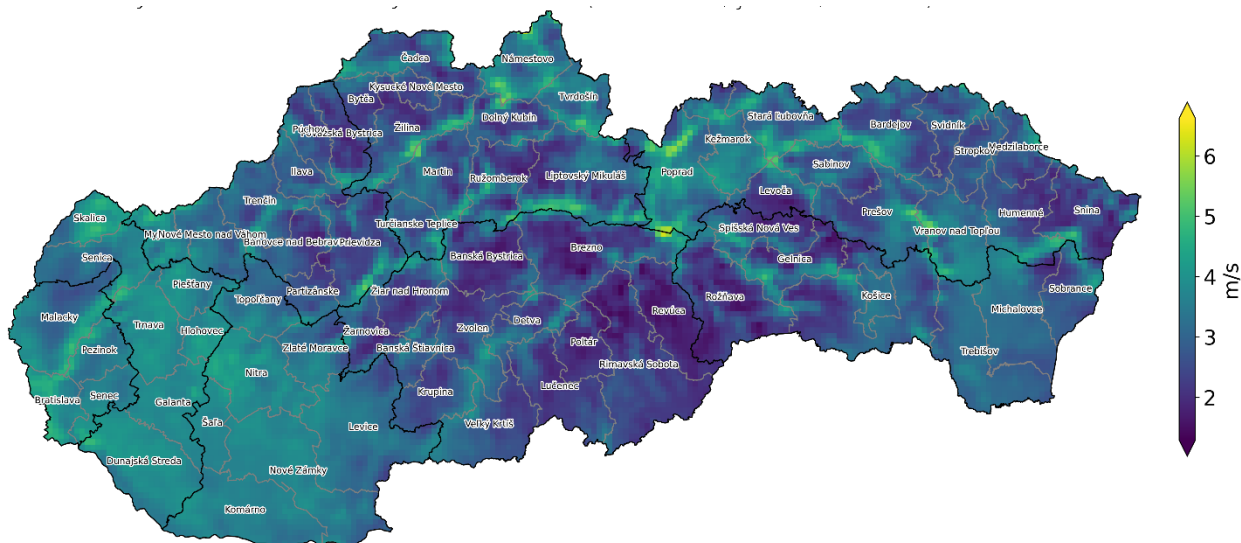 Čadca
Námestovo
Kysucké Nové Mesto
Bytča
Tvrdošín
Dolný Kubín
Púchov
Považská Bystrica
Žilina
Stará Ľubovňa
Kežmarok
Bardejov
Svidník
Stropkov
Medzilaborce
Ilava
Martin
Ružomberok
Liptovský Mikuláš
Poprad
Sabinov
Levoča
Trenčín
Prešov
Humenné
Snina
Skalica
Turčianske Teplice
Spišská Nová Ves
Vranov nad Topľou
Nové Mesto nad Váhom
Bánovce nad Bebrav
Prievidza
Brezno
Banská Bystrica
Gelnica
Senica
Piešťany
Topoľčany
Partizánske
Žiar nad Hronom
Rožňava
Košice
Sobrance
Malacky
Trnava
Hlohovec
Žarnovica
Zvolen
Detva
Revúca
Michalovce
Pezinok
Zlaté Moravce
Banská Štiavnica
Poltár
Trebišov
Nitra
Rimavská Sobota
Bratislava
Senec
Galanta
Krupina
Lučenec
Šaľa
Levice
Veľký Krtíš
Dunajská Streda
Nové Zámky
Komárno
6
5
4
3
2
m/s